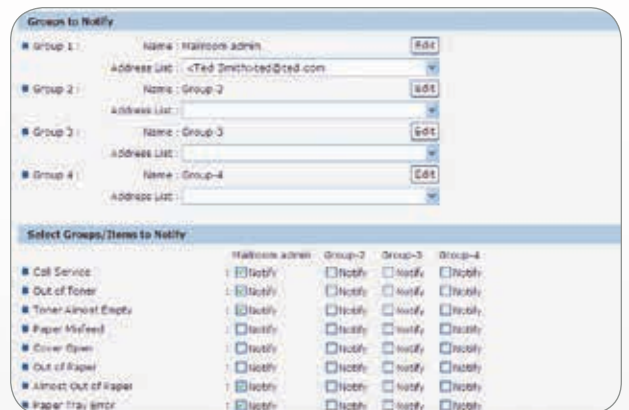 Groups to Notify
Group 1 : Name : Mailroom admin Edit
Address List : <Ted Smith>ted@ted.com
Group 2 : Name : Group-2 Edit
Address List :
Group 3 : Name : Group-3 Edit
Address List :
Group 4 : Name : Group-4 Edit
Address List :
Select Groups/Items to Notify
Mailroom admin Group-2 Group-3 Group-4
Call Service : Notify Notify Notify Notify
Out of Toner : Notify Notify Notify Notify
Toner Almost Empty : Notify Notify Notify Notify
Paper Misfeed : Notify Notify Notify Notify
Cover Open : Notify Notify Notify Notify
Out of Paper : Notify Notify Notify Notify
Almost Out of Paper : Notify Notify Notify Notify
Paper Tray Error : Notify Notify Notify Notify